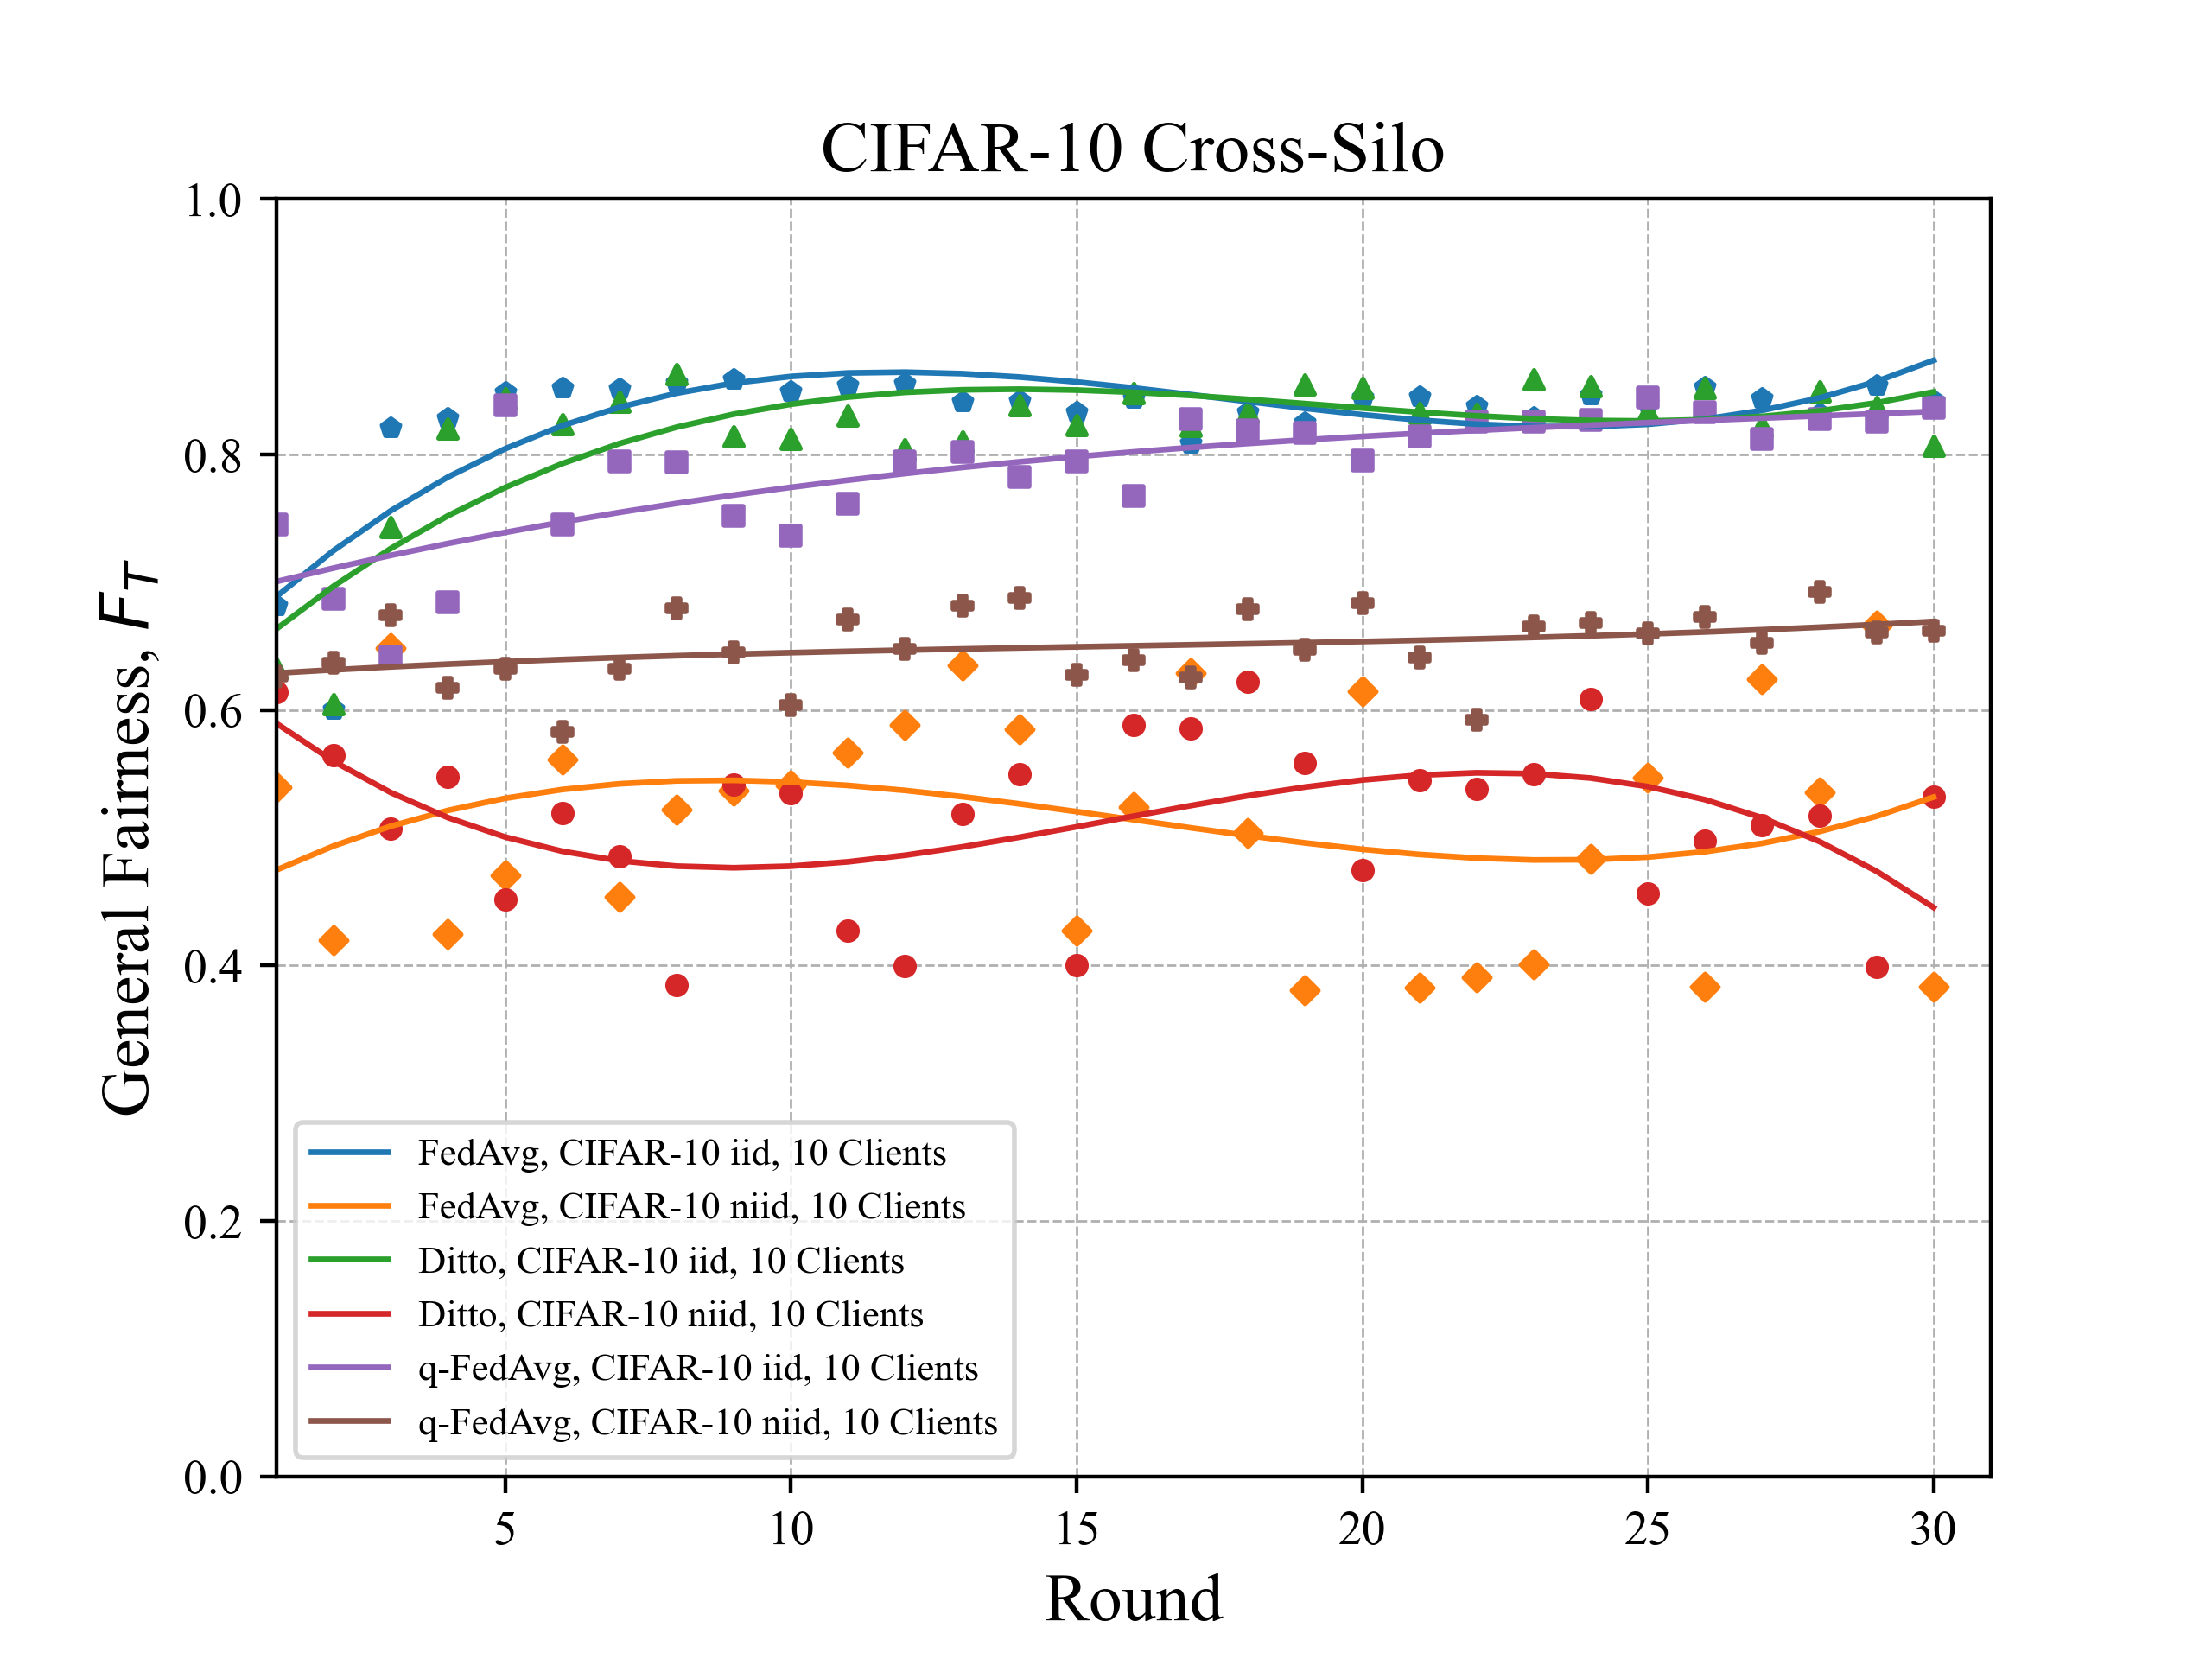 CIFAR-10 Cross-Silo
1.0
0.8
0.6
0.4
0.2
0.0
General Fairness, F_T
FedAvg, CIFAR-10 iid, 10 Clients
FedAvg, CIFAR-10 niid, 10 Clients
Ditto, CIFAR-10 iid, 10 Clients
Ditto, CIFAR-10 niid, 10 Clients
q-FedAvg, CIFAR-10 iid, 10 Clients
q-FedAvg, CIFAR-10 niid, 10 Clients
5 10 15 20 25 30
Round